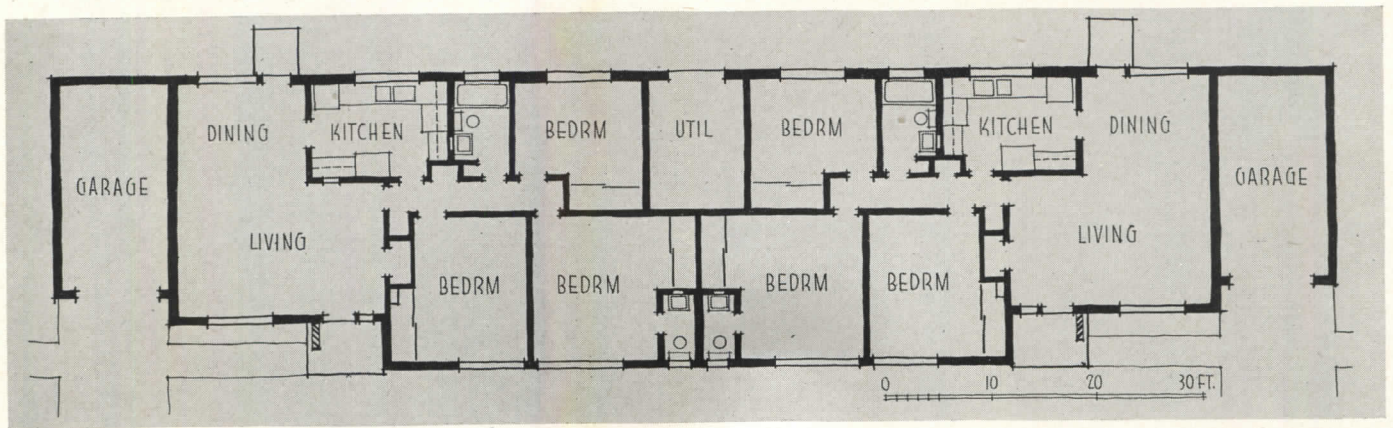 DINING
KITCHEN
BEDRM
UTIL
BEDRM
KITCHEN
DINING
GARAGE
GARAGE
LIVING
LIVING
BEDRM
BEDRM
BEDRM
BEDRM
0 10 20 30 FT.